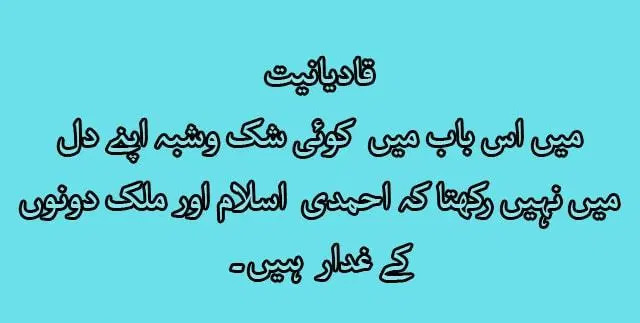 قادیانیت
میں اس باب میں کوئی شک وشبہ اپنے دل
میں نہیں رکھتا کہ احمدی اسلام اور ملک دونوں
کے غدار ہیں۔